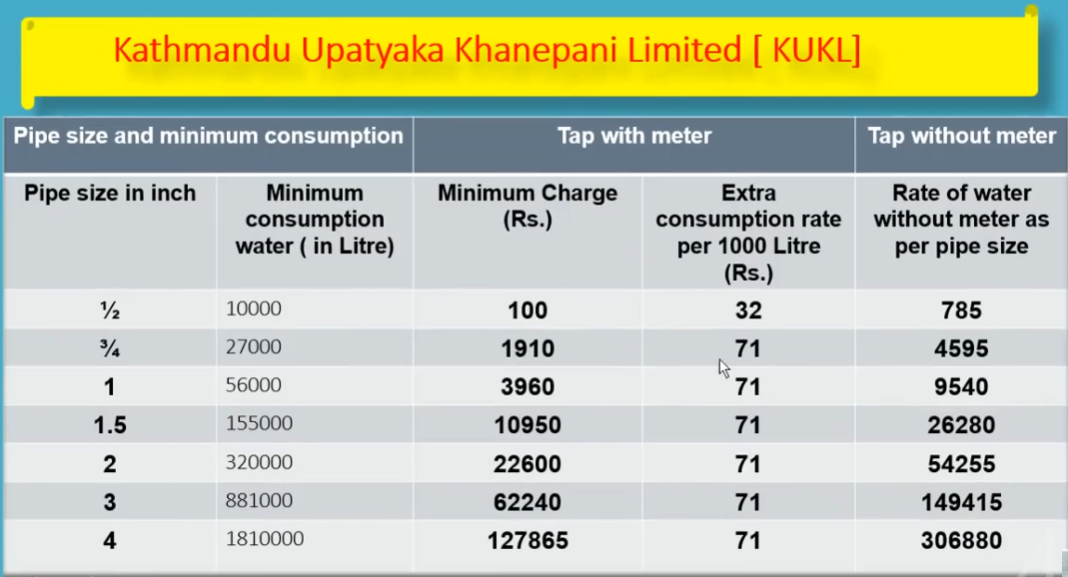 Kathmandu Upatyaka Khanepani Limited [ KUKL]
Pipe size and minimum consumption Tap with meter Tap without meter
Pipe size in inch Minimum consumption water ( in Litre) Minimum Charge (Rs.) Extra consumption rate per 1000 Litre (Rs.) Rate of water without meter as per pipe size
½ 10000 100 32 785
¾ 27000 1910 71 4595
1 56000 3960 71 9540
1.5 155000 10950 71 26280
2 320000 22600 71 54255
3 881000 62240 71 149415
4 1810000 127865 71 306880